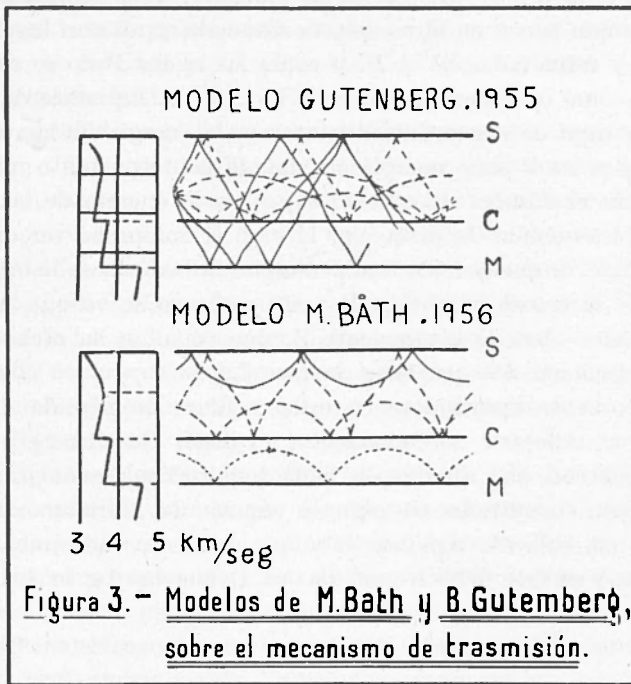 MODELO GUTENBERG, 1955
S
C
M
MODELO M.BÅTH, 1956
S
C
M
3 4 5 km/seg
Figura 3.- Modelos de M.Bath y B.Gutemberg,
sobre el mecanismo de trasmisión.